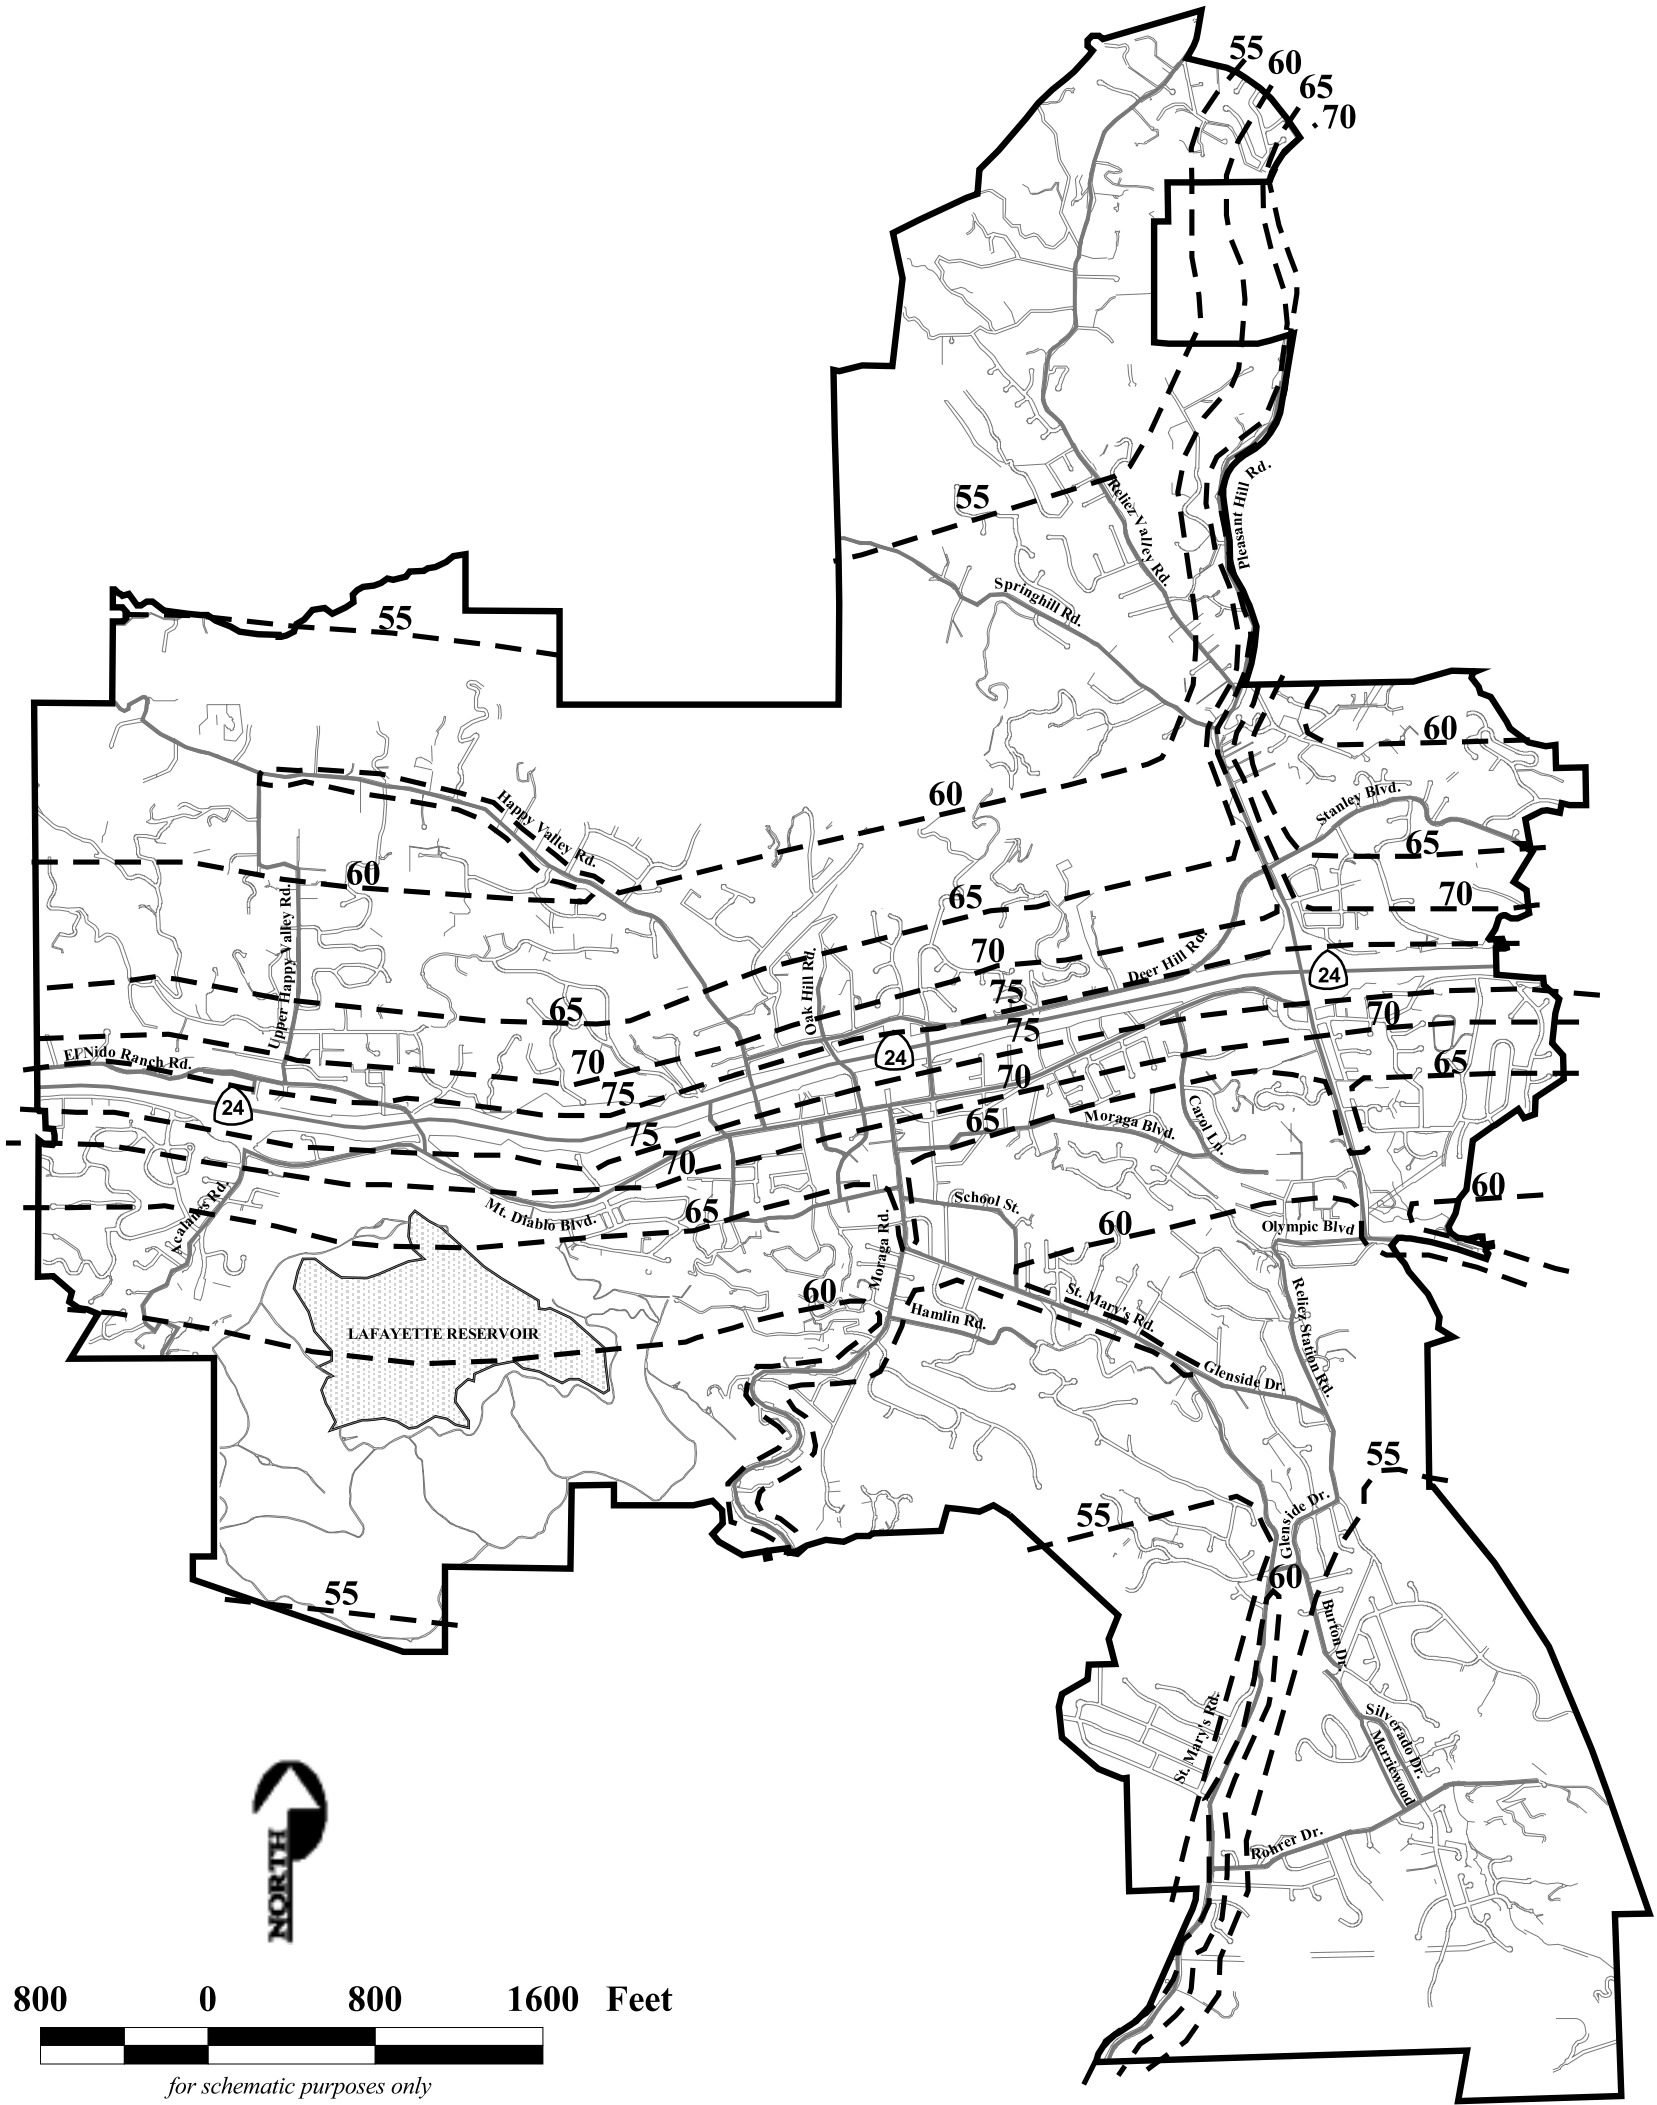 55
60
65
.70
55
Reliez Valley Rd.
Pleasant Hill Rd.
Springhill Rd.
55
60
60
Happy Valley Rd.
Stanley Blvd.
65
60
70
Upper Happy Valley Rd.
65
70
Oak Hill Rd.
Deer Hill Rd.
24
75
65
70
75
El Nido Ranch Rd.
24
70
75
24
70
65
75
70
65
Moraga Blvd.
Carol Ln.
60
Acalanes Rd.
Mt. Diablo Blvd.
65
School St.
60
Olympic Blvd
Moraga Rd.
60
St. Mary's Rd.
Hamlin Rd.
Reliez Station Rd.
LAFAYETTE RESERVOIR
Glenside Dr.
55
55
Glenside Dr.
60
55
Burton Dr.
St. Mary's Rd.
Silverado Dr.
Merriewood
Rohrer Dr.
NORTH
800 0 800 1600 Feet
for schematic purposes only